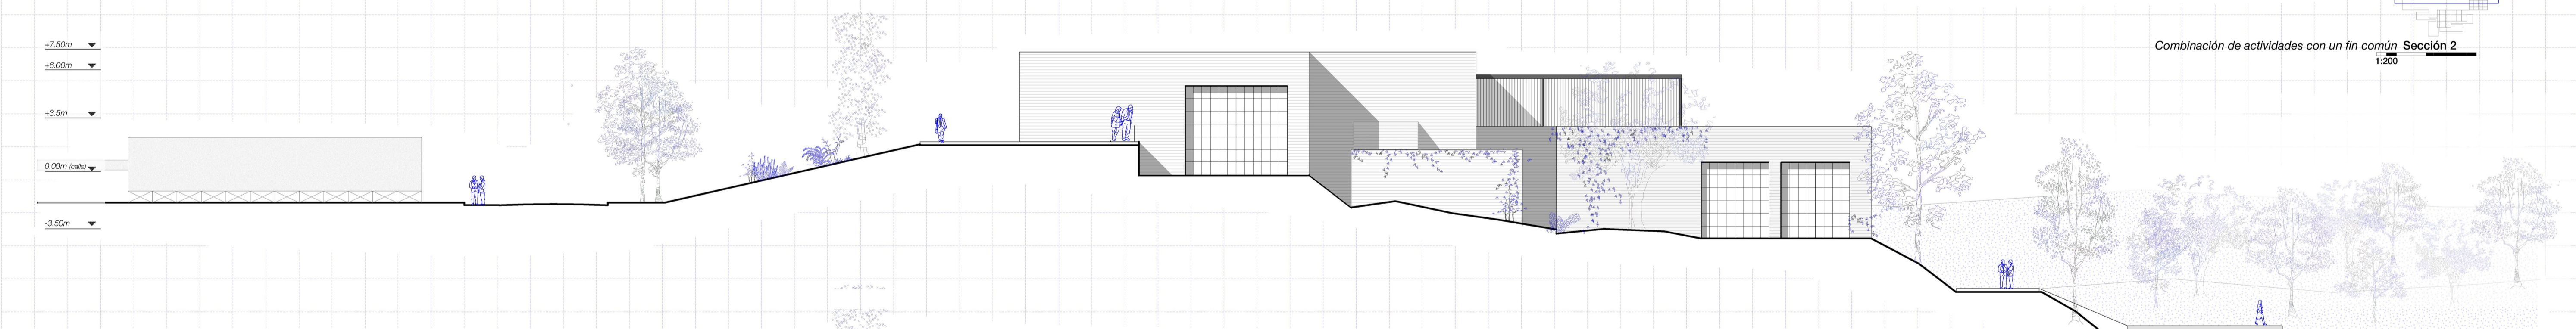 +7.50m
+6.00m
+3.5m
0.00m (calle)
-3.50m
Combinación de actividades con un fin común Sección 2
1:200